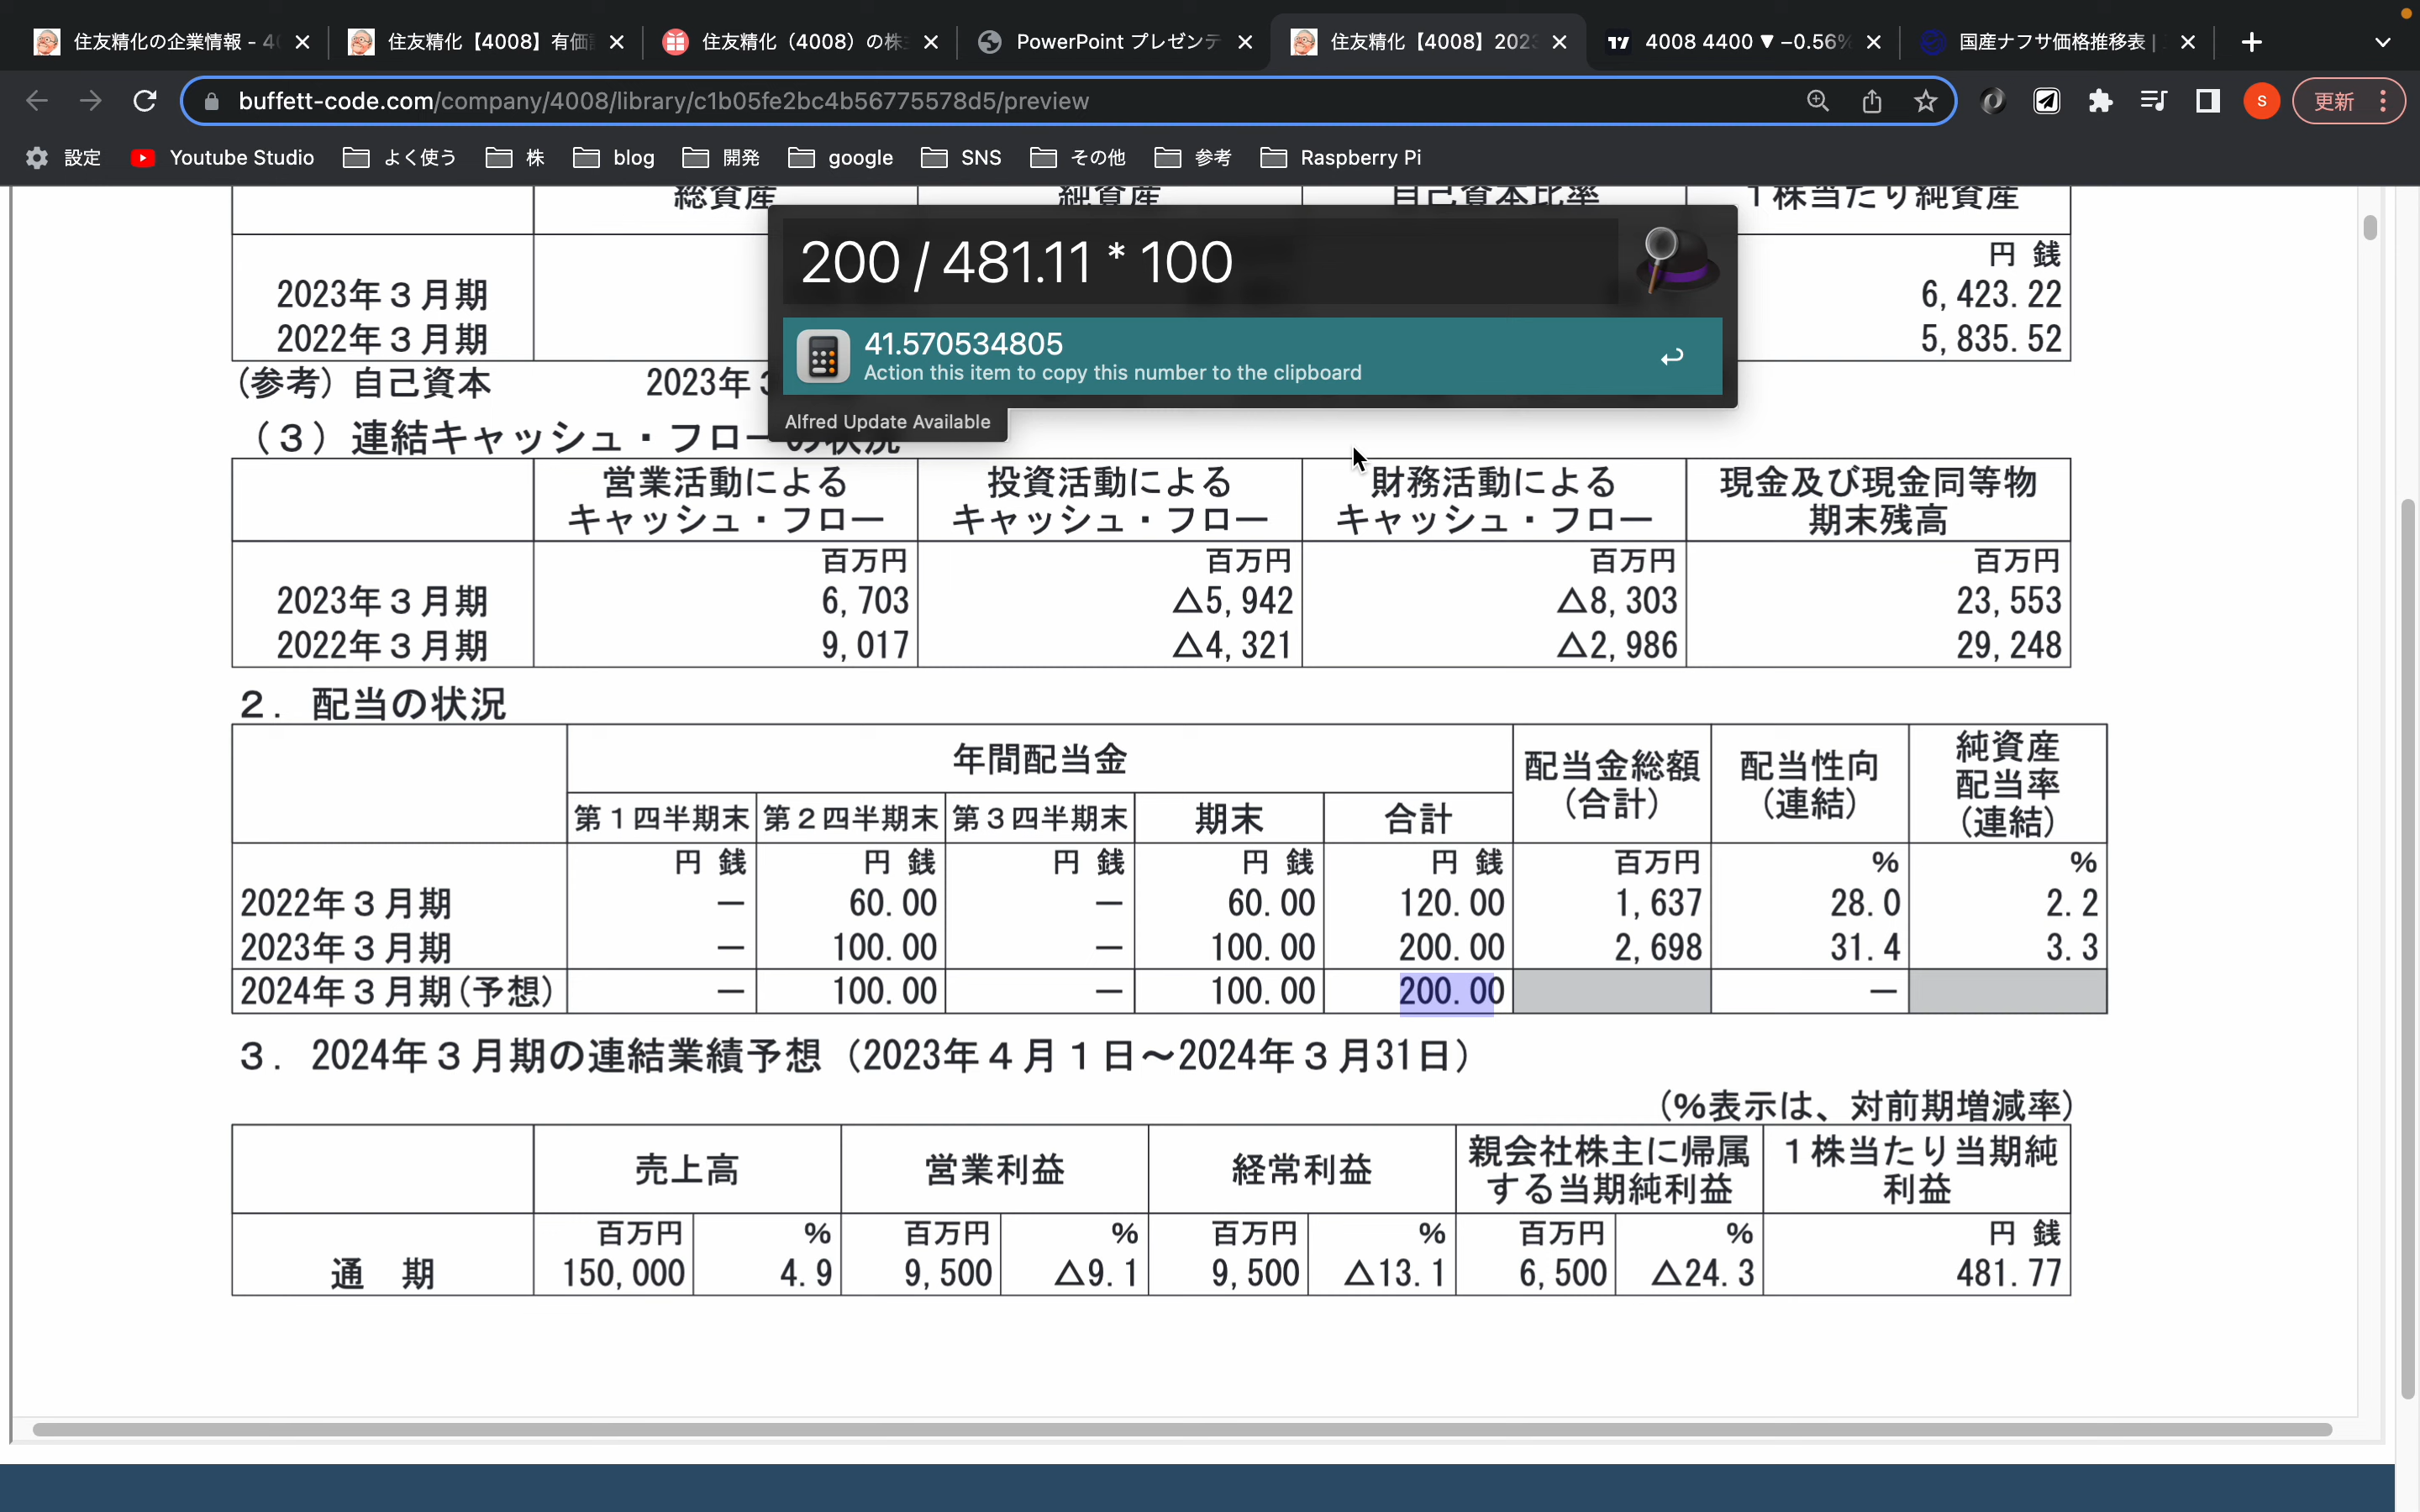 住友精化の企業情報 - 4
住友精化【4008】有価
住友精化（4008）の株
PowerPoint プレゼンテ
住友精化【4008】202
4008 4400 ▼ −0.56%
国産ナフサ価格推移表 |
buffett-code.com/company/4008/library/c1b05fe2bc4b56775578d5/preview
S
更新
設定
Youtube Studio
よく使う
株
blog
開発
google
SNS
その他
参考
Raspberry Pi
総資産 純資産 自己資本比率 1株当たり純資産
200 / 481.11 * 100
41.570534805
Action this item to copy this number to the clipboard
Alfred Update Available
円 銭
2023年３月期 6,423.22
2022年３月期 5,835.52
(参考) 自己資本 2023年
（３）連結キャッシュ・フローの状況
営業活動による 投資活動による 財務活動による 現金及び現金同等物
キャッシュ・フロー キャッシュ・フロー キャッシュ・フロー 期末残高
百万円 百万円 百万円 百万円
2023年３月期 6,703 △5,942 △8,303 23,553
2022年３月期 9,017 △4,321 △2,986 29,248
２．配当の状況
年間配当金
配当金総額
（合計）
配当性向
（連結）
純資産
配当率
（連結）
第１四半期末 第２四半期末 第３四半期末 期末 合計
円 銭 円 銭 円 銭 円 銭 円 銭 百万円 % %
2022年３月期 － 60.00 － 60.00 120.00 1,637 28.0 2.2
2023年３月期 － 100.00 － 100.00 200.00 2,698 31.4 3.3
2024年３月期(予想) － 100.00 － 100.00 200.00 －
３．2024年３月期の連結業績予想（2023年４月１日～2024年３月31日）
（%表示は、対前期増減率）
売上高 営業利益 経常利益
親会社株主に帰属
する当期純利益
１株当たり当期純
利益
百万円 % 百万円 % 百万円 % 百万円 % 円 銭
通 期 150,000 4.9 9,500 △9.1 9,500 △13.1 6,500 △24.3 481.77